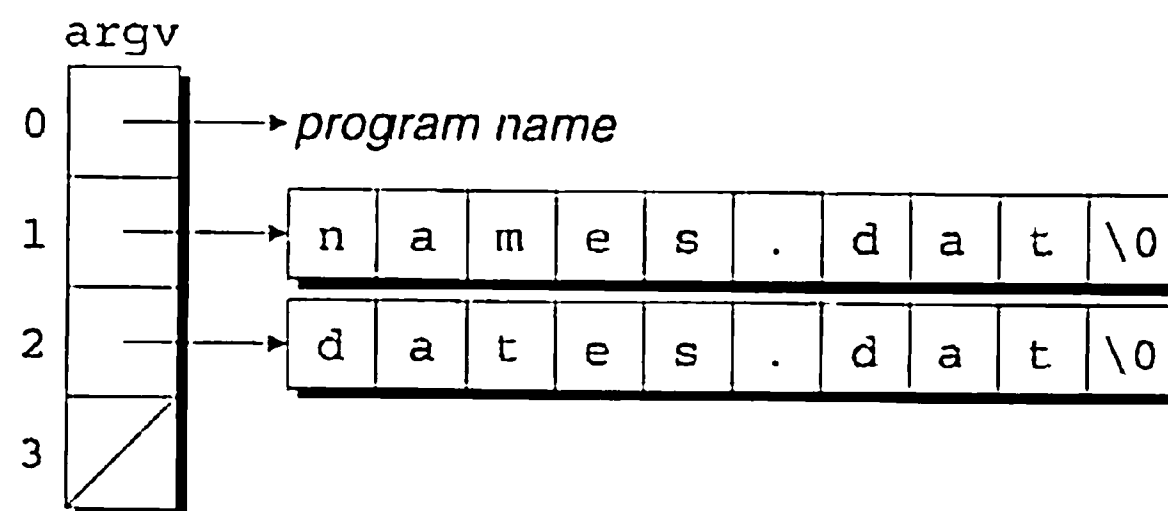 argv
0 program name
1 n a m e s . d a t \0
2 d a t e s . d a t \0
3